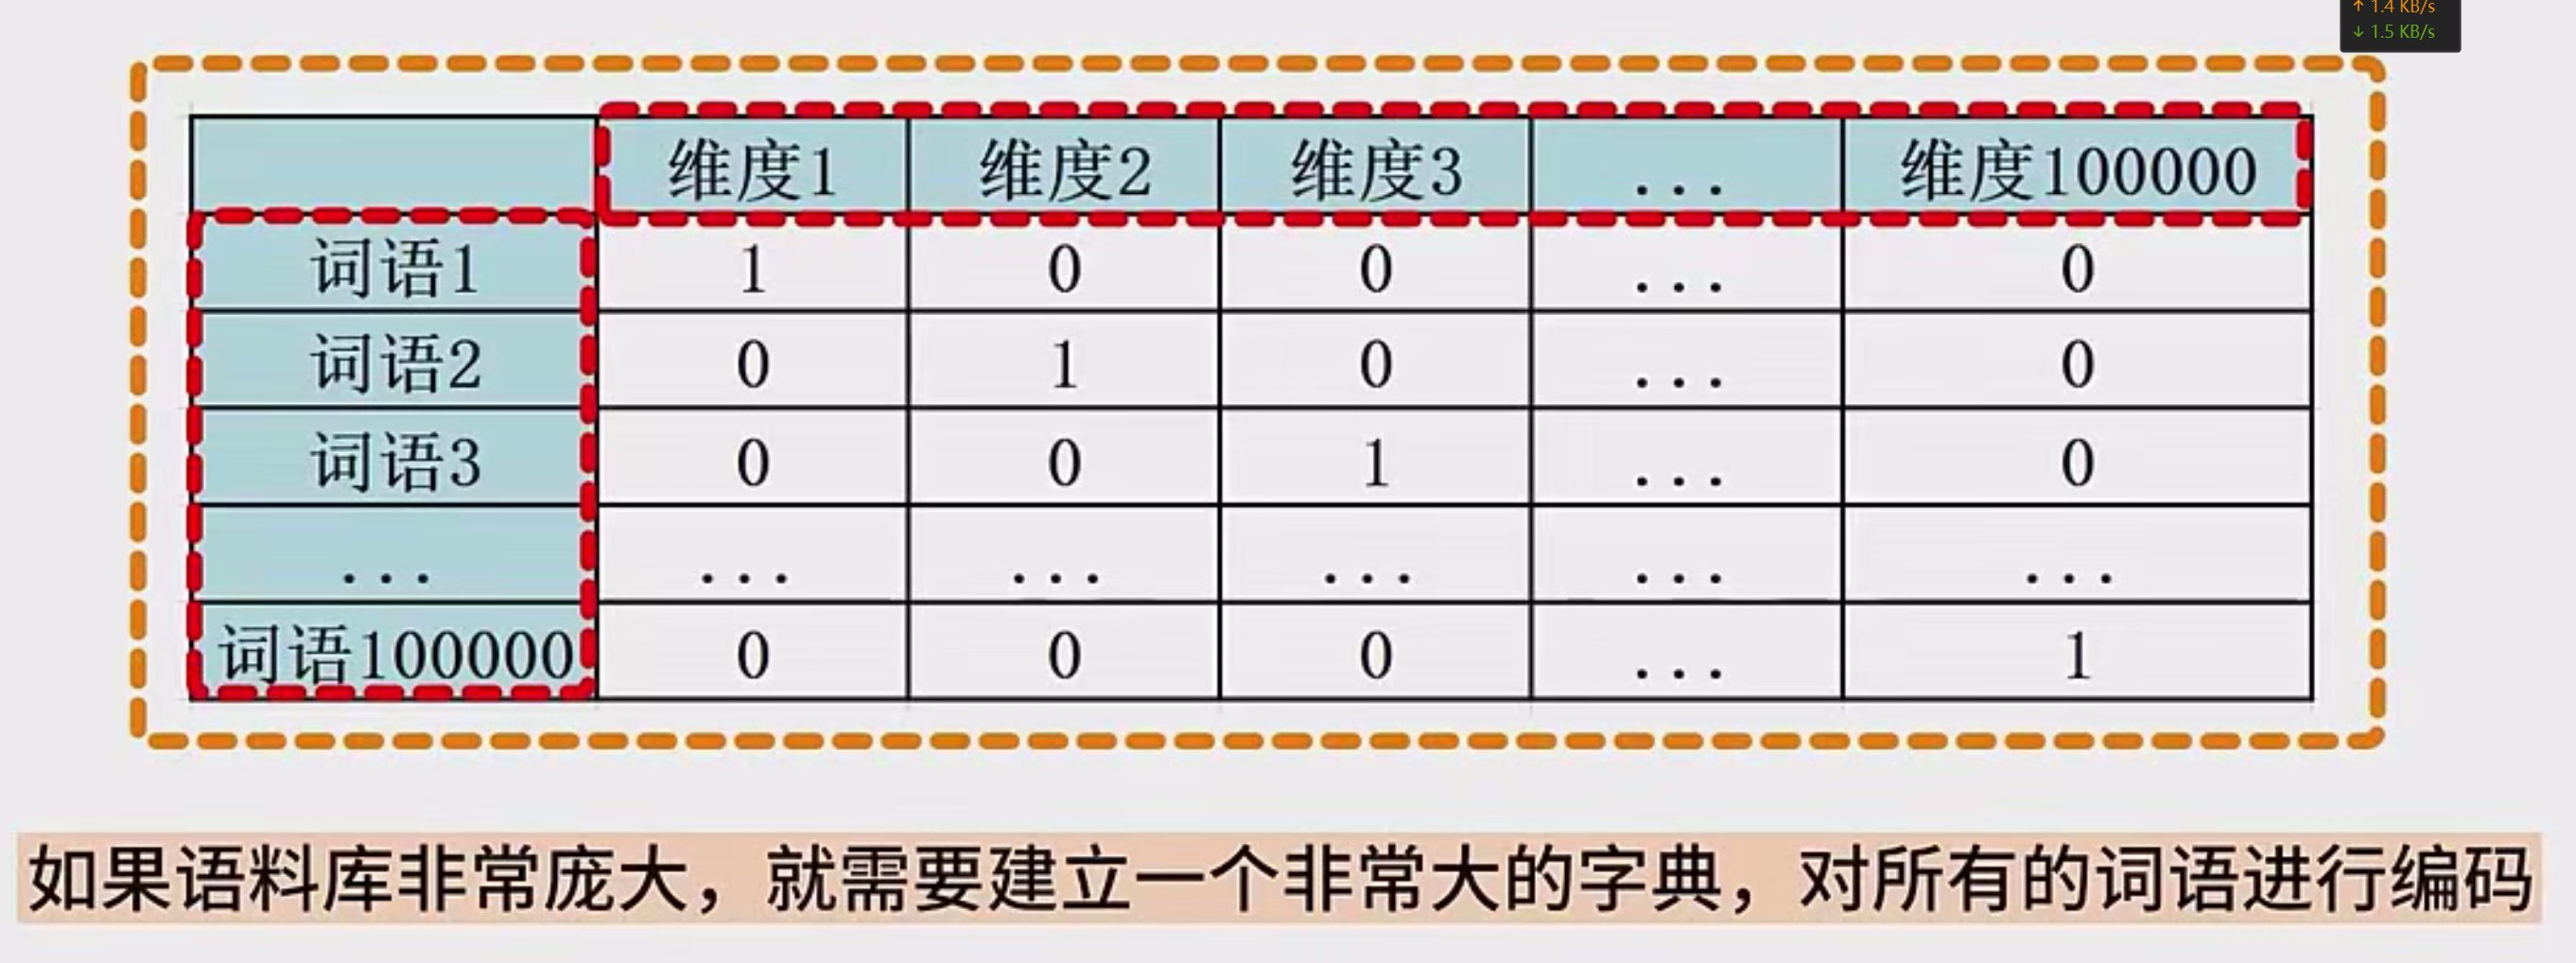 ↑ 1.4 KB/s
↓ 1.5 KB/s
维度1 维度2 维度3 ... 维度100000
词语1 1 0 0 ... 0
词语2 0 1 0 ... 0
词语3 0 0 1 ... 0
... ... ... ... ... ...
词语100000 0 0 0 ... 1
如果语料库非常庞大，就需要建立一个非常大的字典，对所有的词语进行编码